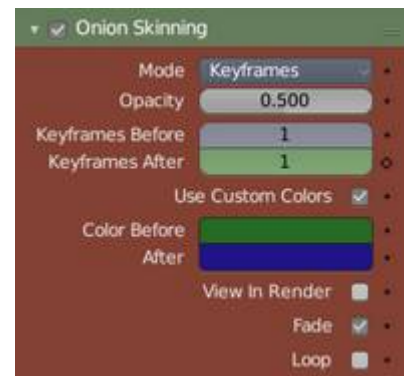 Onion Skinning
Mode Keyframes
Opacity 0.500
Keyframes Before 1
Keyframes After 1
Use Custom Colors
Color Before
After
View In Render
Fade
Loop